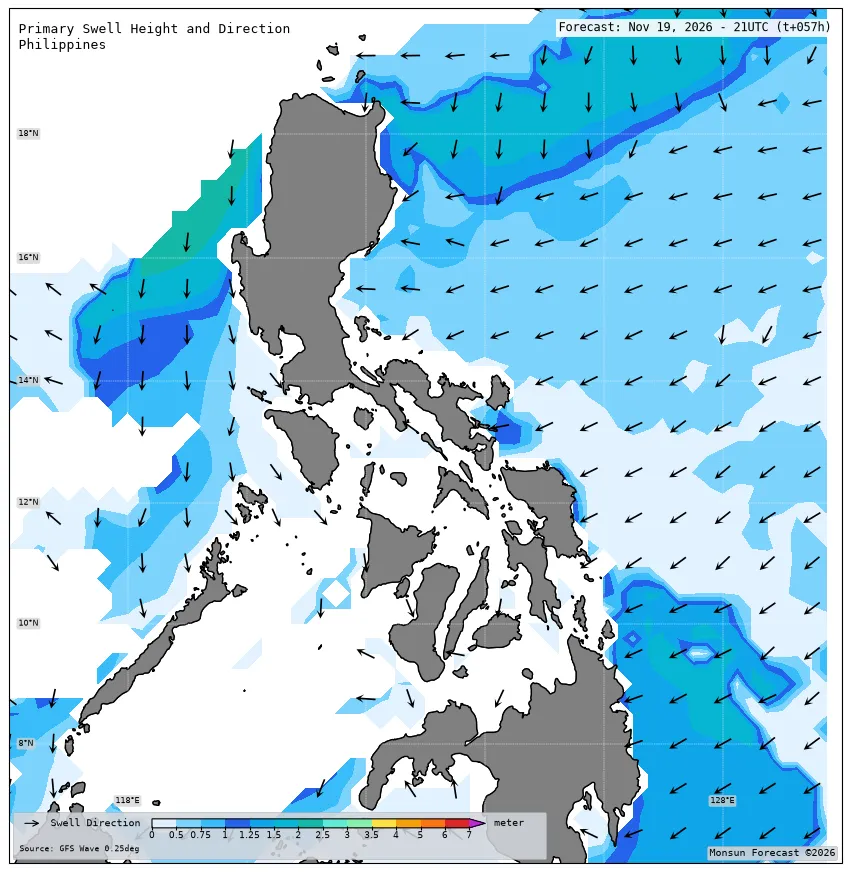 Primary Swell Height and Direction
Philippines
Forecast: Nov 19, 2026 - 21UTC (t+057h)
18°N
16°N
14°N
12°N
10°N
8°N
118°E
128°E
Swell Direction
0 0.5 0.75 1 1.25 1.5 2 2.5 3 3.5 4 5 6 7
meter
Source: GFS Wave 0.25deg
Monsun Forecast ©2026